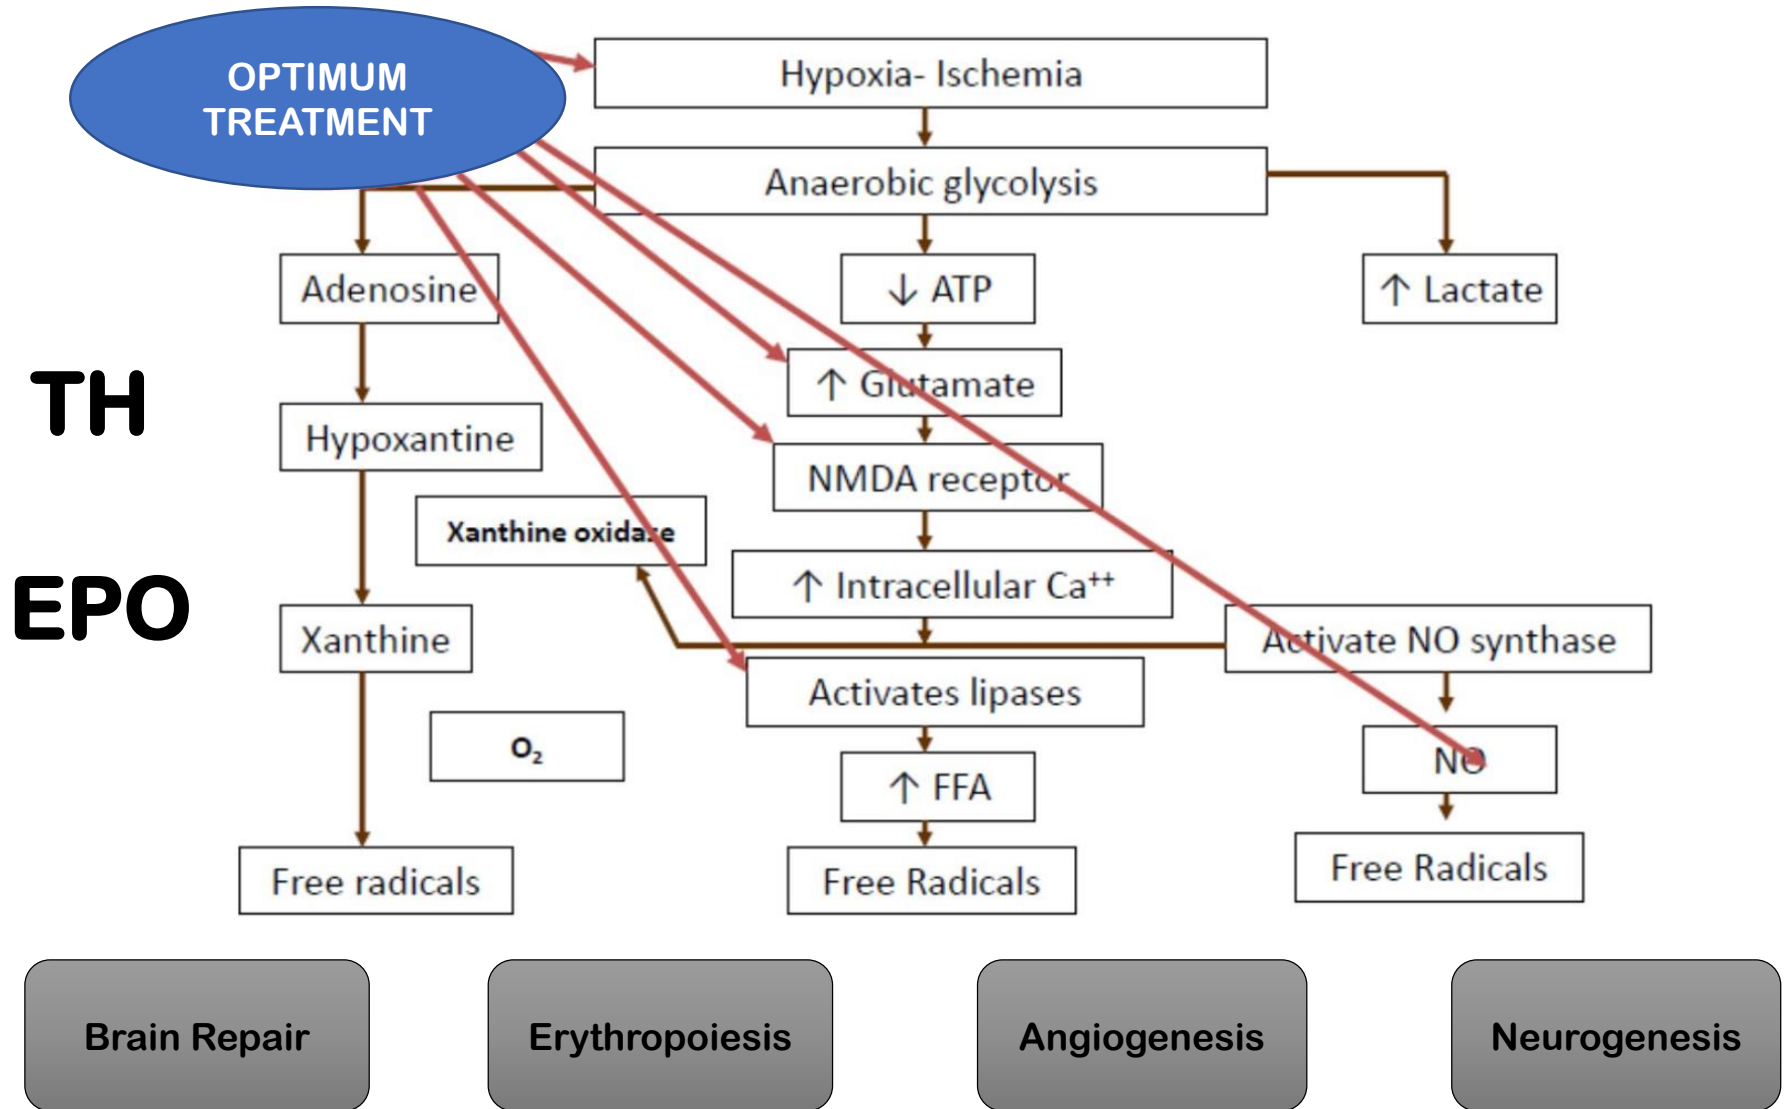 OPTIMUM
TREATMENT
Hypoxia- Ischemia
Anaerobic glycolysis
Adenosine
↓ ATP
↑ Lactate
TH
↑ Glutamate
Hypoxantine
NMDA receptor
Xanthine oxidase
EPO
↑ Intracellular Ca⁺⁺
Xanthine
Activate NO synthase
Activates lipases
O₂
NO
↑ FFA
Free radicals
Free Radicals
Free Radicals
Brain Repair
Erythropoiesis
Angiogenesis
Neurogenesis